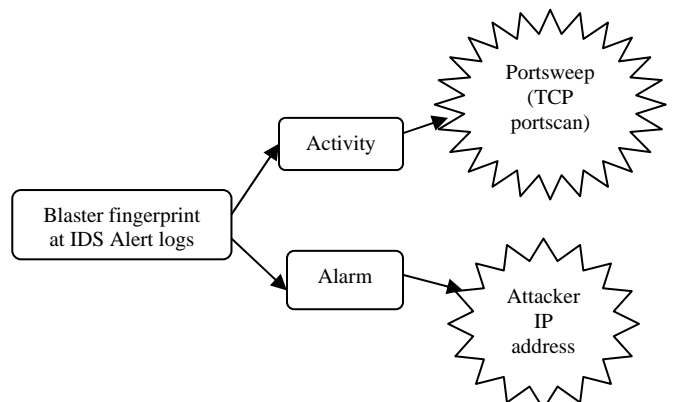 Portsweep
(TCP
portscan)
Activity
Blaster fingerprint
at IDS Alert logs
Alarm
Attacker
IP
address